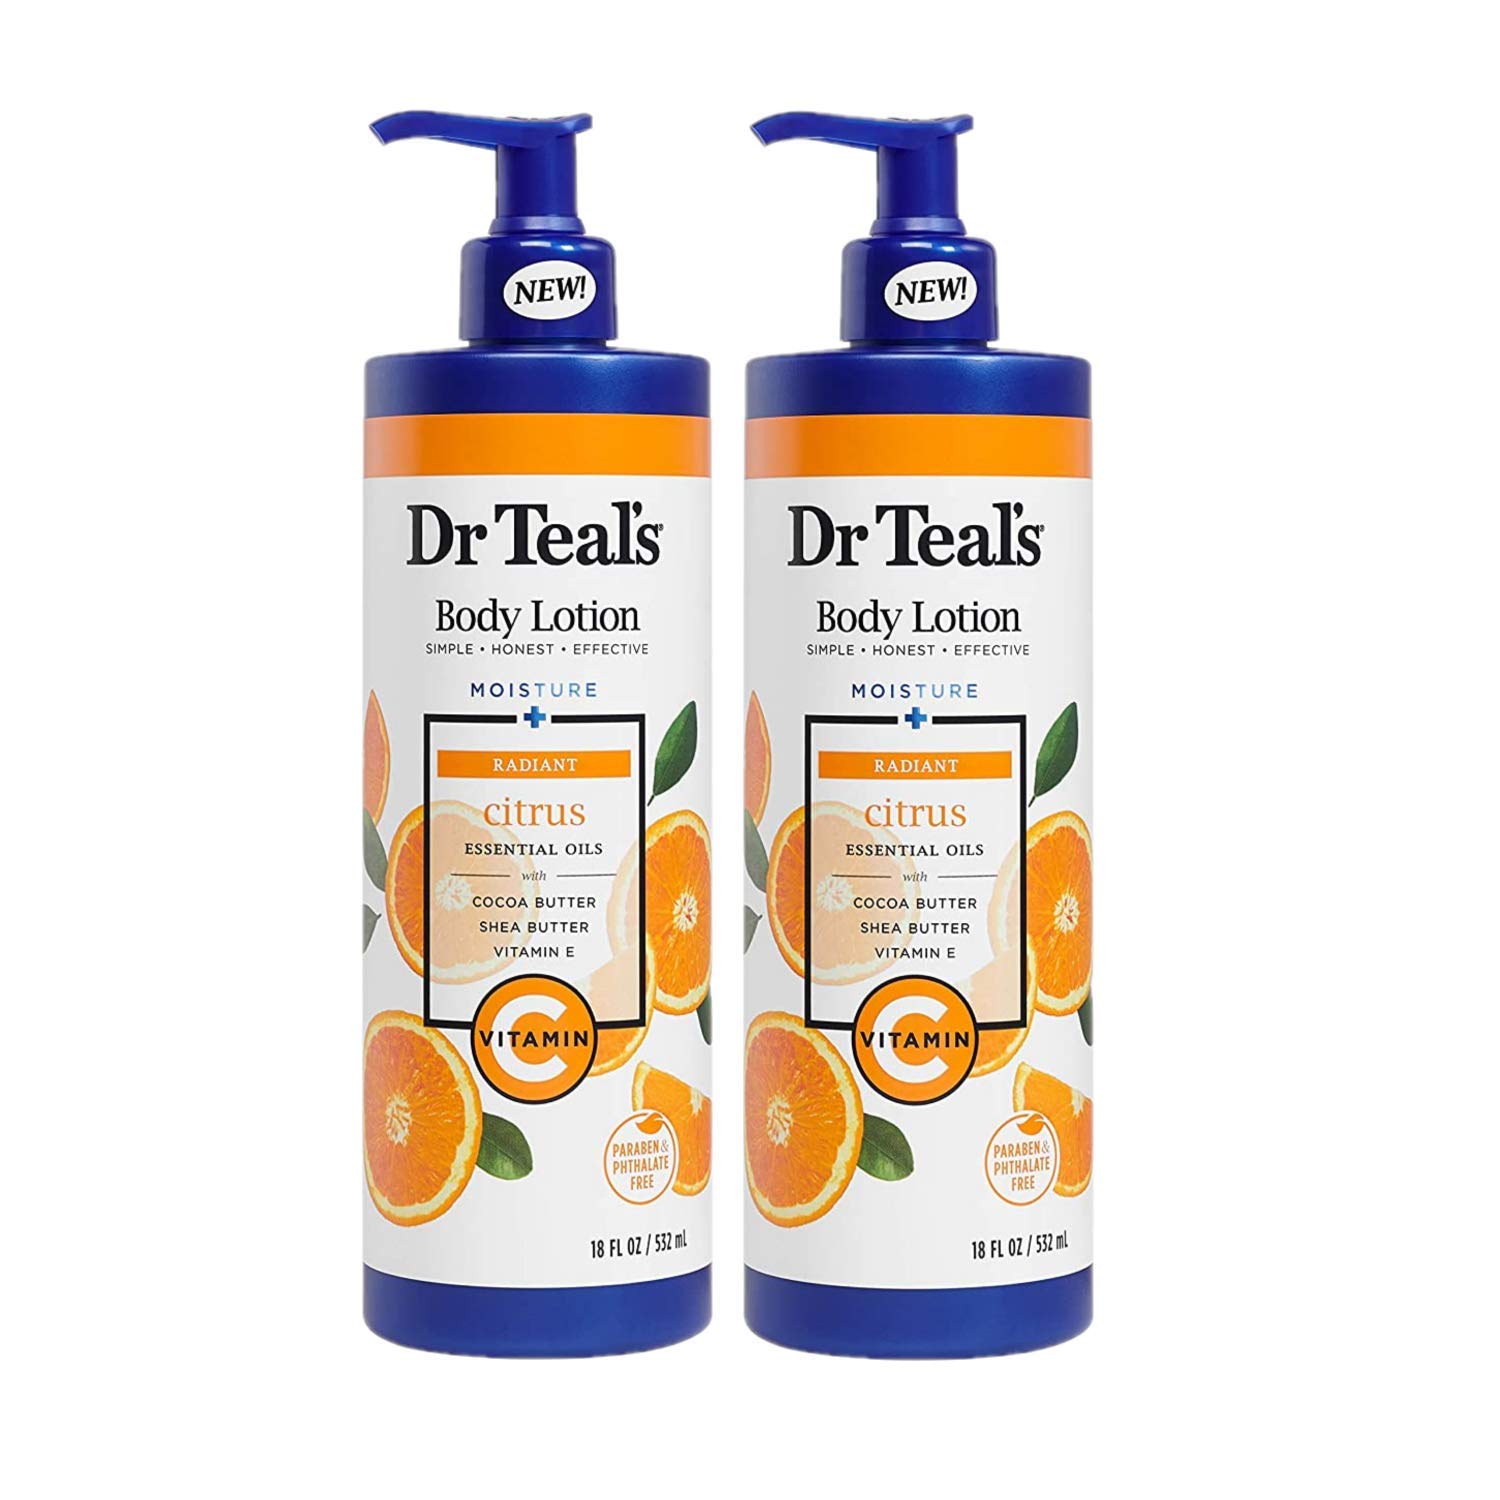 NEW!
Dr Teal's®
Body Lotion
SIMPLE • HONEST • EFFECTIVE
MOISTURE
+
RADIANT
citrus
ESSENTIAL OILS
with
COCOA BUTTER
SHEA BUTTER
VITAMIN E
C
VITAMIN
PARABEN &
PHTHALATE
FREE
18 FL OZ / 532 mL
NEW!
Dr Teal's®
Body Lotion
SIMPLE • HONEST • EFFECTIVE
MOISTURE
+
RADIANT
citrus
ESSENTIAL OILS
with
COCOA BUTTER
SHEA BUTTER
VITAMIN E
C
VITAMIN
PARABEN &
PHTHALATE
FREE
18 FL OZ / 532 mL